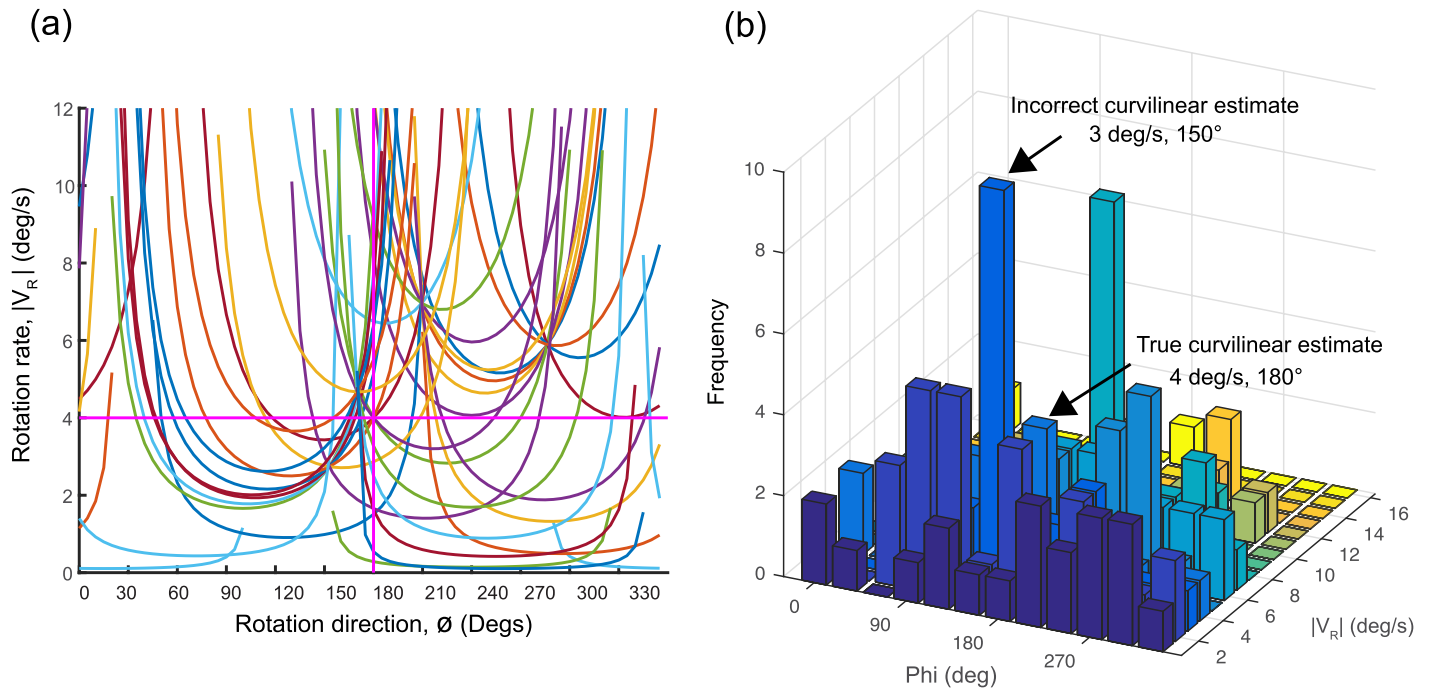 (a)
12
10
8
6
4
2
0
Rotation rate, |VR| (deg/s)
0 30 60 90 120 150 180 210 240 270 300 330
Rotation direction, ø (Degs)
(b)
Incorrect curvilinear estimate
3 deg/s, 150°
True curvilinear estimate
4 deg/s, 180°
10
8
6
4
2
0
Frequency
0
90
180
270
Phi (deg)
16
14
12
10
8
6
4
2
|VR| (deg/s)